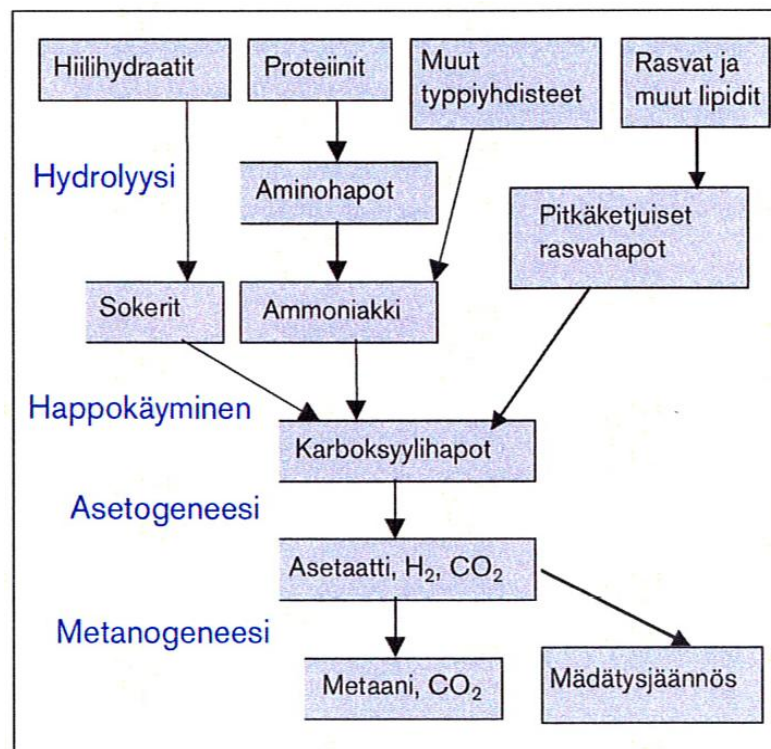 Hiilihydraatit
Proteiinit
Muut
typpiyhdisteet
Rasvat ja
muut lipidit
Hydrolyysi
Aminohapot
Pitkäketjuiset
rasvahapot
Sokerit
Ammoniakki
Happokäyminen
Karboksyylihapot
Asetogeneesi
Asetaatti, H₂, CO₂
Metanogeneesi
Metaani, CO₂
Mädätysjäännös